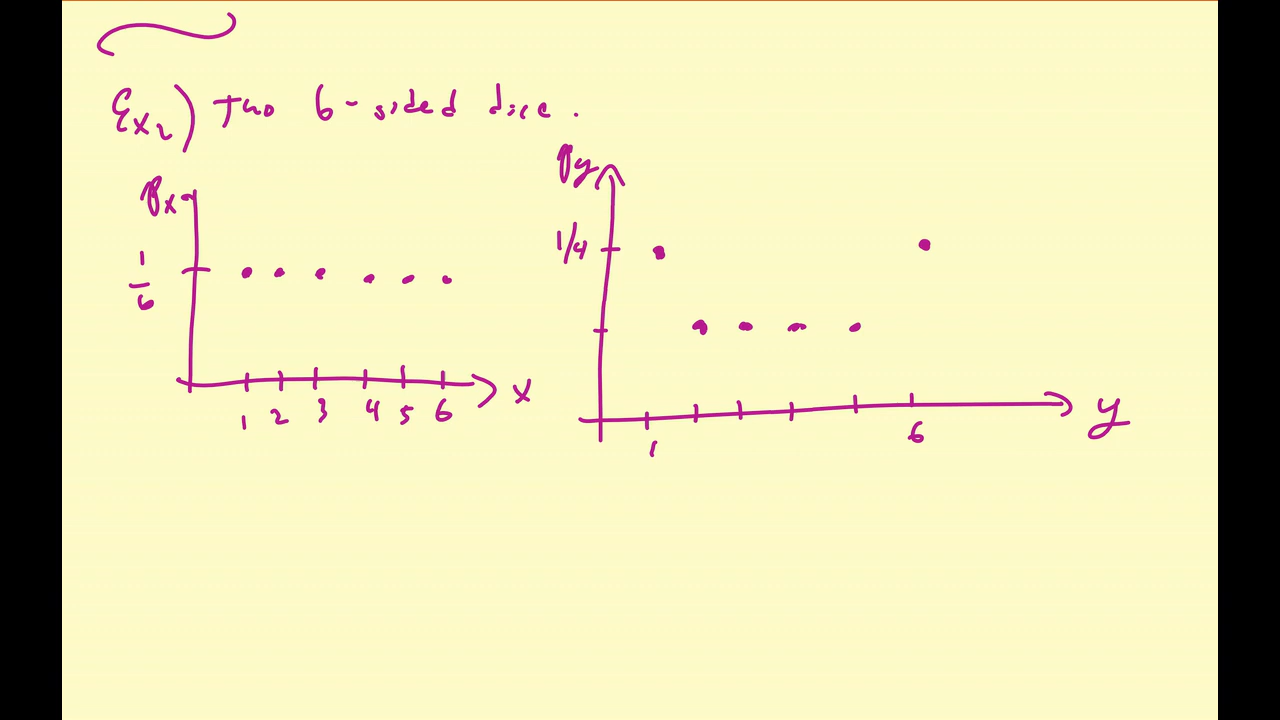 Ex2) Two 6-sided dice.
Px
1/6
1 2 3 4 5 6 x
Py
1/4
1 6 y